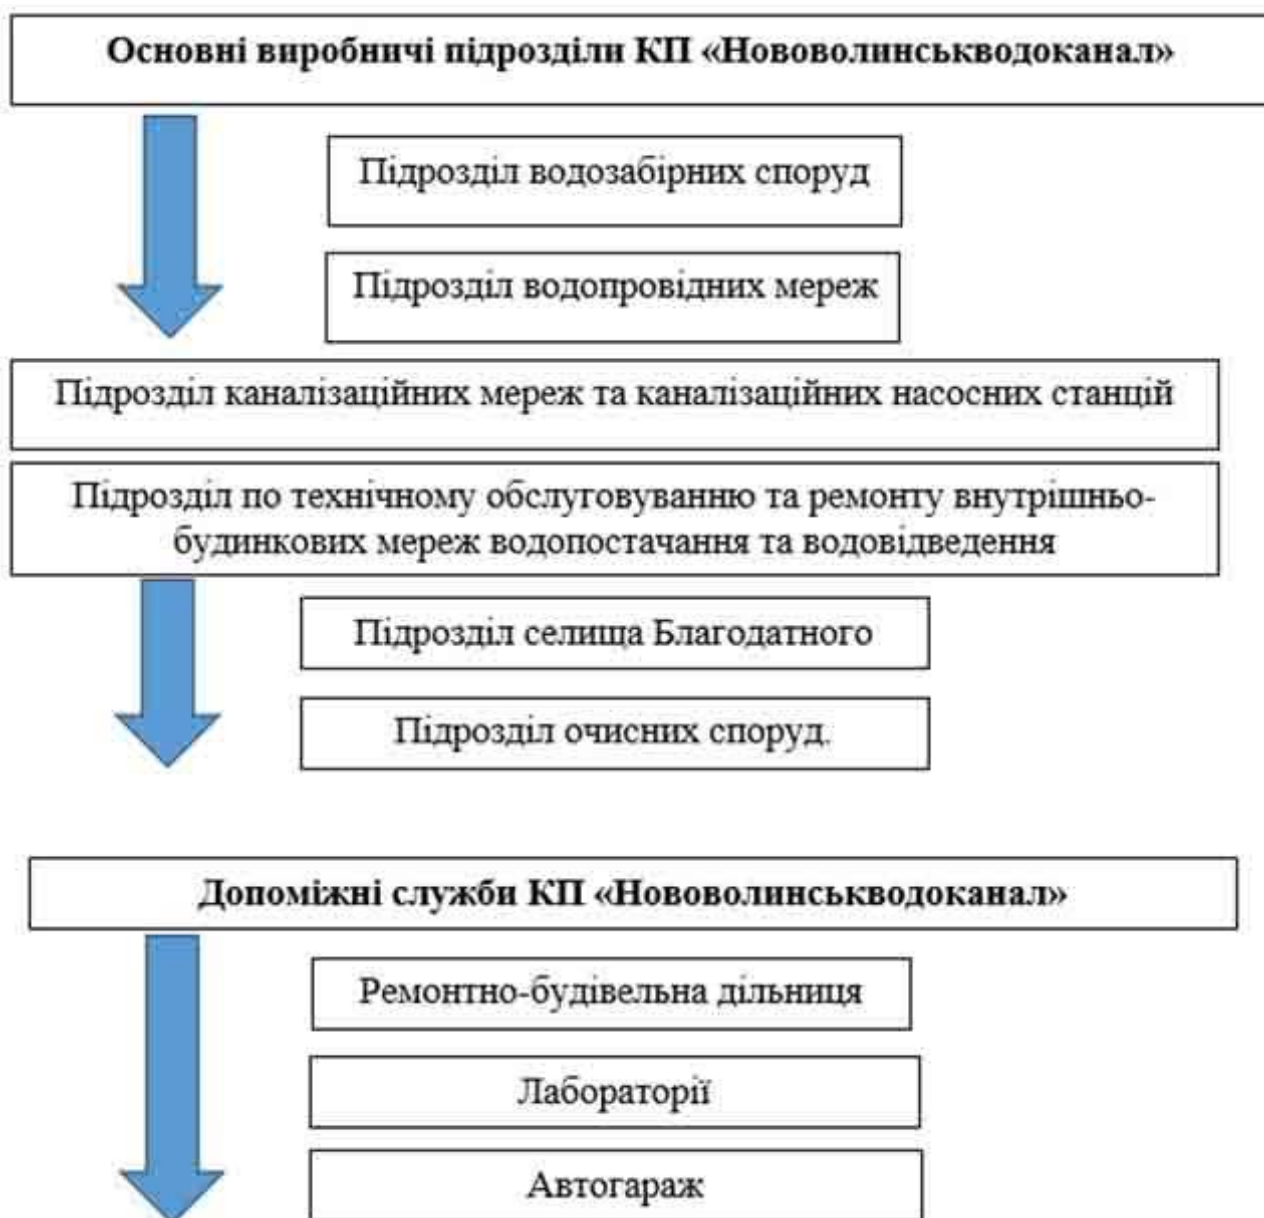 Основні виробничі підрозділи КП «Нововолинськводоканал»
Підрозділ водозабірних споруд
Підрозділ водопровідних мереж
Підрозділ каналізаційних мереж та каналізаційних насосних станцій
Підрозділ по технічному обслуговуванню та ремонту внутрішньо-
будинкових мереж водопостачання та водовідведення
Підрозділ селища Благодатного
Підрозділ очисних споруд.
Допоміжні служби КП «Нововолинськводоканал»
Ремонтно-будівельна дільниця
Лабораторії
Автогараж